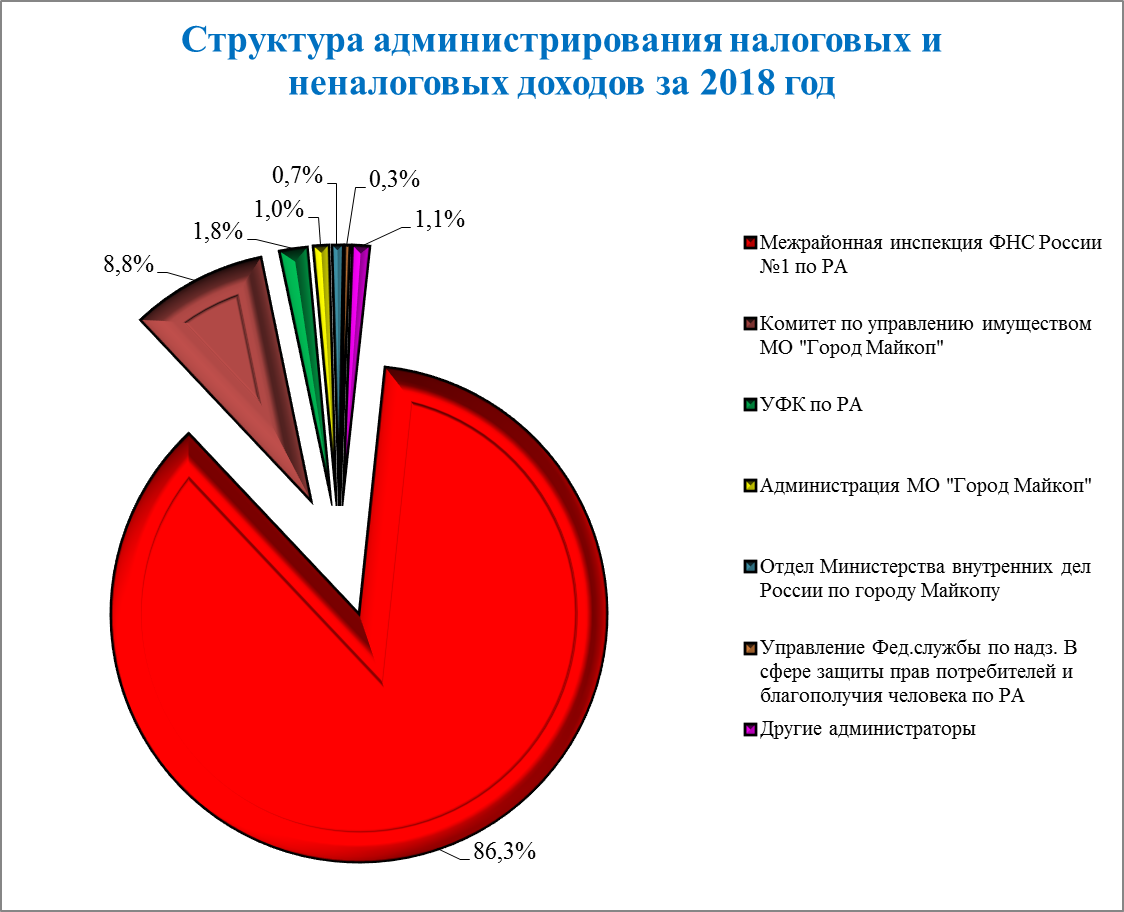 Структура администрирования налоговых и
неналоговых доходов за 2018 год
0,7%
0,3%
1,0%
1,1%
1,8%
8,8%
86,3%
Межрайонная инспекция ФНС России
№1 по РА
Комитет по управлению имуществом
МО "Город Майкоп"
УФК по РА
Администрация МО "Город Майкоп"
Отдел Министерства внутренних дел
России по городу Майкопу
Управление Фед.службы по надз. В
сфере защиты прав потребителей и
благополучия человека по РА
Другие администраторы